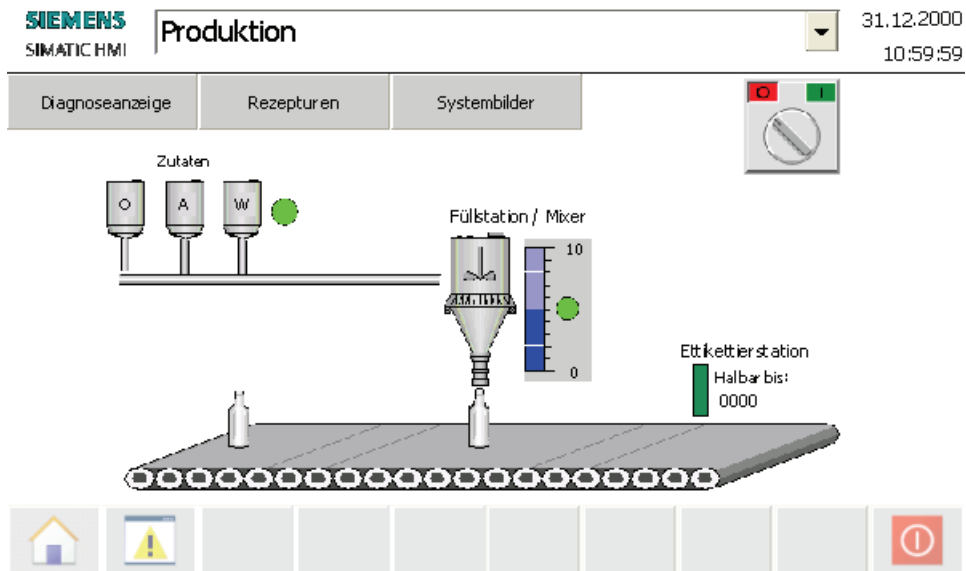 SIEMENS
SIMATIC HMI
Produktion
31.12.2000
10:59:59
Diagnoseanzeige
Rezepturen
Systembilder
O
I
Zutaten
O
A
W
Füllstation / Mixer
10
0
Ettikettierstation
Halbar bis:
0000